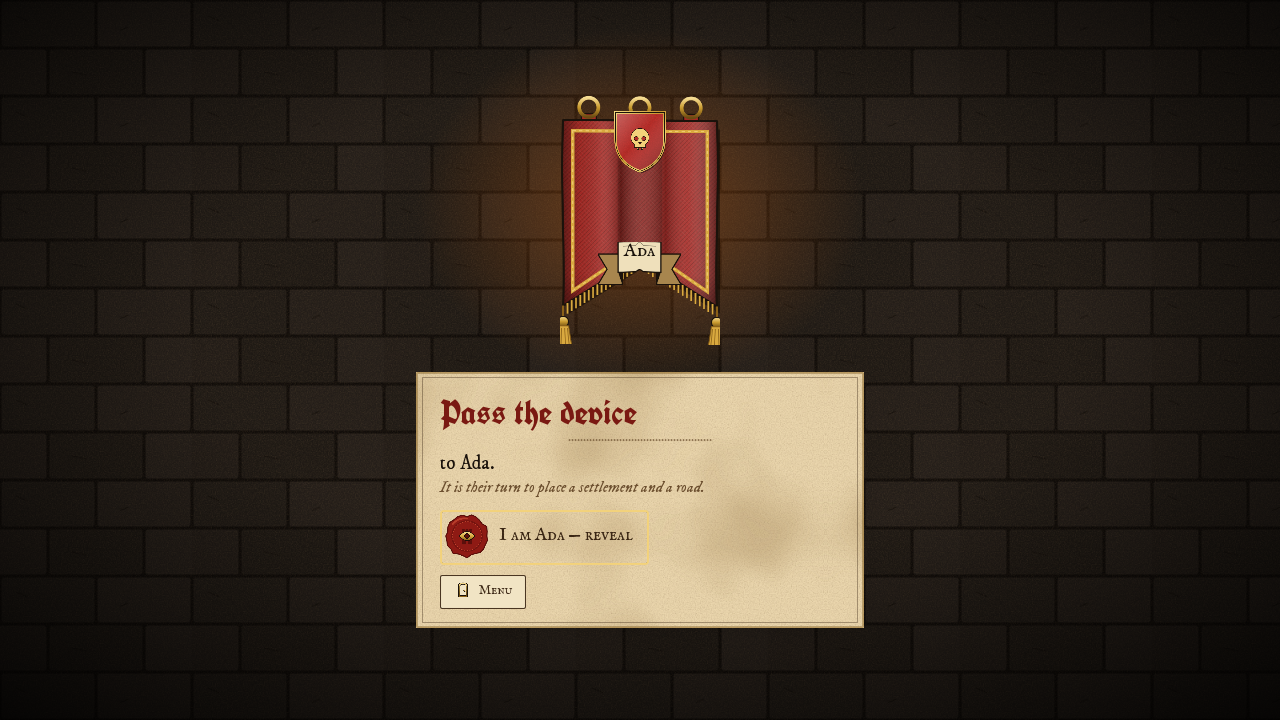 Ada
Pass the device
to Ada.
It is their turn to place a settlement and a road.
I am Ada — reveal
Menu